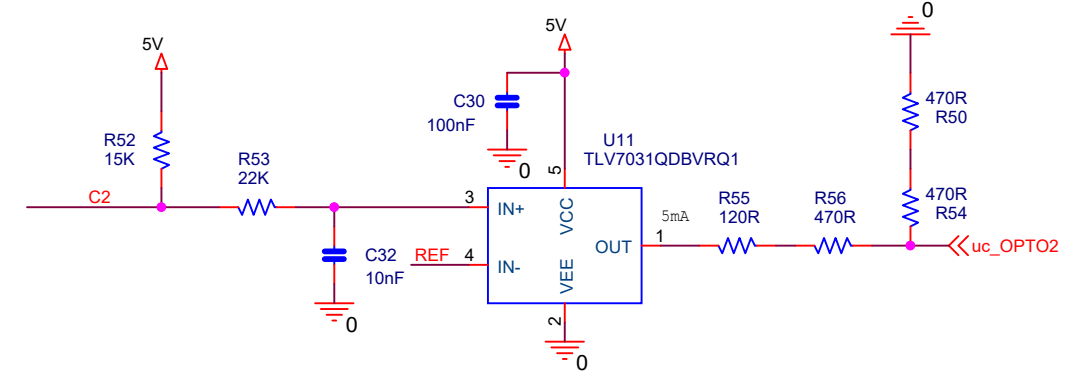 0
5V
5V
C30
100nF
470R
R50
R52
15K
R53
22K
U11
TLV7031QDBVRQ1
0
5
C2
3
IN+
VCC
470R
R54
R55
120R
R56
470R
5mA
1
OUT
uc_OPTO2
C32
10nF
REF
4
IN-
VEE
0
2
0